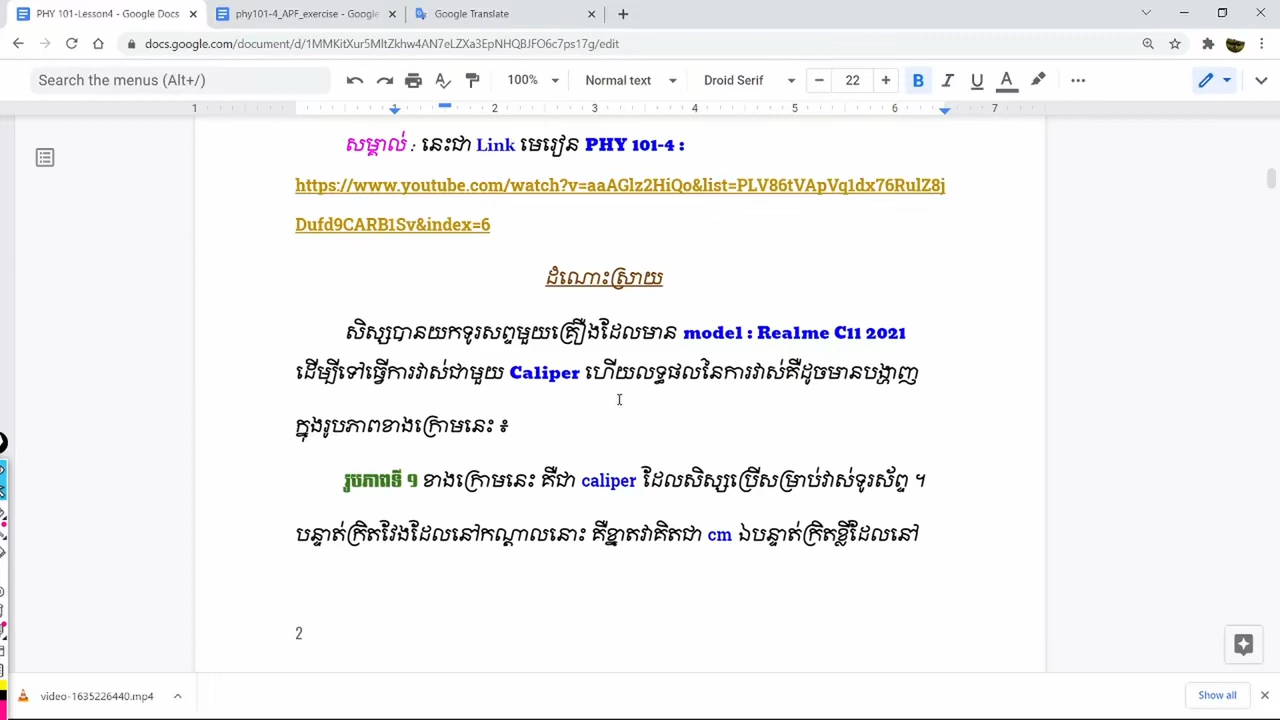 PHY 101-Lesson4 - Google Docs
phy101-4_APF_exercise - Google
Google Translate
docs.google.com/document/d/1MMKitXur5MltZkhw4AN7eLZXa3EpNHQBJFO6c7ps17g/edit
Search the menus (Alt+/)
100%
Normal text
Droid Serif
22
B I U A
1 1 2 3 4 5 6 7
សម្គាល់ : នេះជា Link មេរៀន PHY 101-4 :
https://www.youtube.com/watch?v=aaAGlz2HiQo&list=PLV86tVApVq1dx76RulZ8j
Dufd9CARB1Sv&index=6
ដំណោះស្រាយ
សិស្សបានយកទូរសព្ទមួយគ្រឿងដែលមាន model : Realme C11 2021
ដើម្បីទៅធ្វើការវាស់ជាមួយ Caliper ហើយលទ្ធផលនៃការវាស់គឺដូចមានបង្ហាញ
ក្នុងរូបភាពខាងក្រោមនេះ ៖
រូបភាពទី ១ ខាងក្រោមនេះ គឺជា caliper ដែលសិស្សប្រើសម្រាប់វាស់ទូរស័ព្ទ ។
បន្ទាត់ក្រិតវែងដែលនៅកណ្ដាលនោះ គឺខ្នាតវាគិតជា cm ឯបន្ទាត់ក្រិតខ្លីដែលនៅ
2
video-1635226440.mp4
Show all